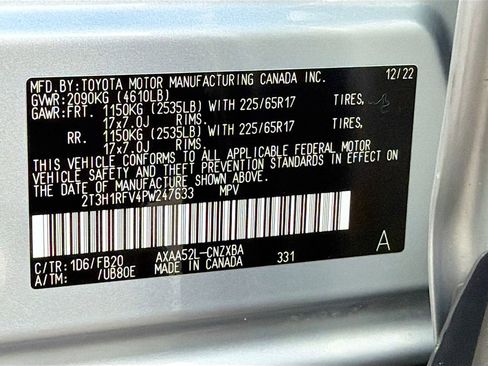 MFD.BY:TOYOTA MOTOR MANUFACTURING CANADA INC. 12/22
GVWR:2090KG (4610LB)
GAWR:FRT. 1150KG (2535LB) WITH 225/65R17 TIRES,
17x7.0J RIMS.
RR. 1150KG (2535LB) WITH 225/65R17 TIRES,
17x7.0J RIMS.
THIS VEHICLE CONFORMS TO ALL APPLICABLE FEDERAL MOTOR
VEHICLE SAFETY AND THEFT PREVENTION STANDARDS IN EFFECT
ON THE DATE OF MANUFACTURE SHOWN ABOVE.
2T3H1RFV4PW247633 MPV
C/TR: 1D6/FB20 AXAA52L-CNZXBA A
A/TM: /UB80E MADE IN CANADA 331